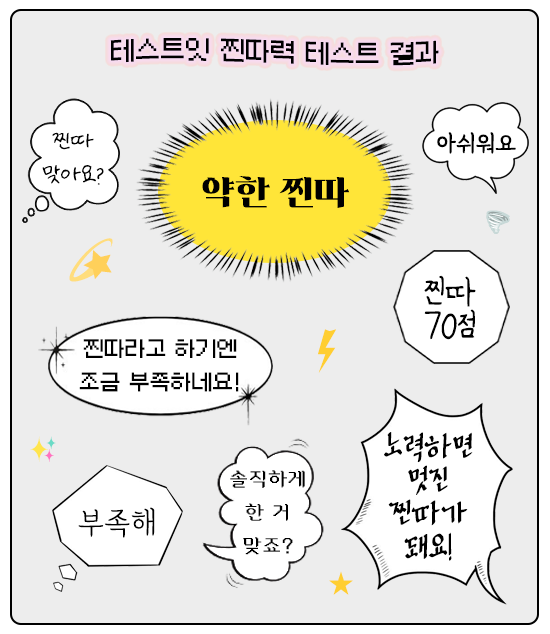 테스트잇 찐따력 테스트 결과
찐따
맞아요?
약한 찐따
아쉬워요
찐따
70점
찐따라고 하기엔
조금 부족하네요!
노력하면
멋진
찐따가
돼요!
솔직하게
한 거
맞죠?
부족해